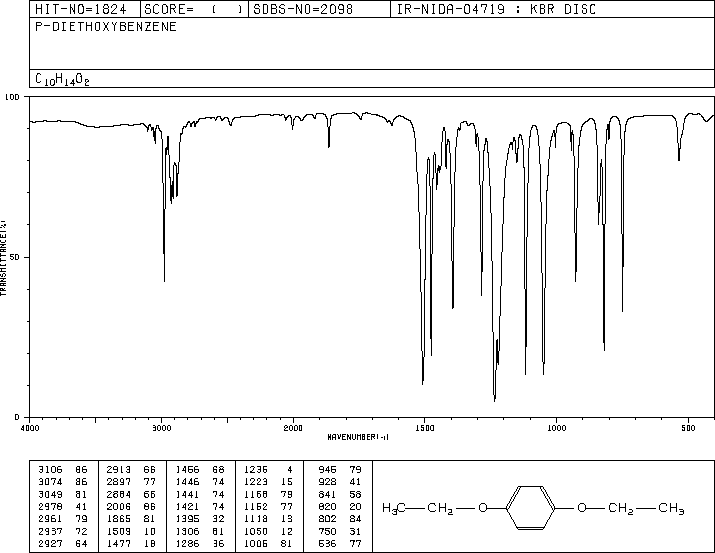 HIT-NO=1824 SCORE= ( ) SDBS-NO=2098 IR-NIDA-04719 : KBR DISC
P-DIETHOXYBENZENE
C10H14O2
100
50
0
TRANSMITTANCE(%)
4000 3000 2000 1500 1000 500
WAVENUMBER(-1)
3106 86 2913 66 1456 68 1236 4 945 79
3074 86 2897 77 1446 74 1223 15 928 41
3049 81 2884 66 1441 74 1168 79 841 58
2978 41 2006 86 1421 74 1152 77 820 20
2961 79 1865 81 1395 32 1118 13 802 84
2937 72 1509 10 1306 81 1050 12 750 31
2927 64 1477 18 1286 36 1006 81 536 77
H3C CH2 O O CH2 CH3